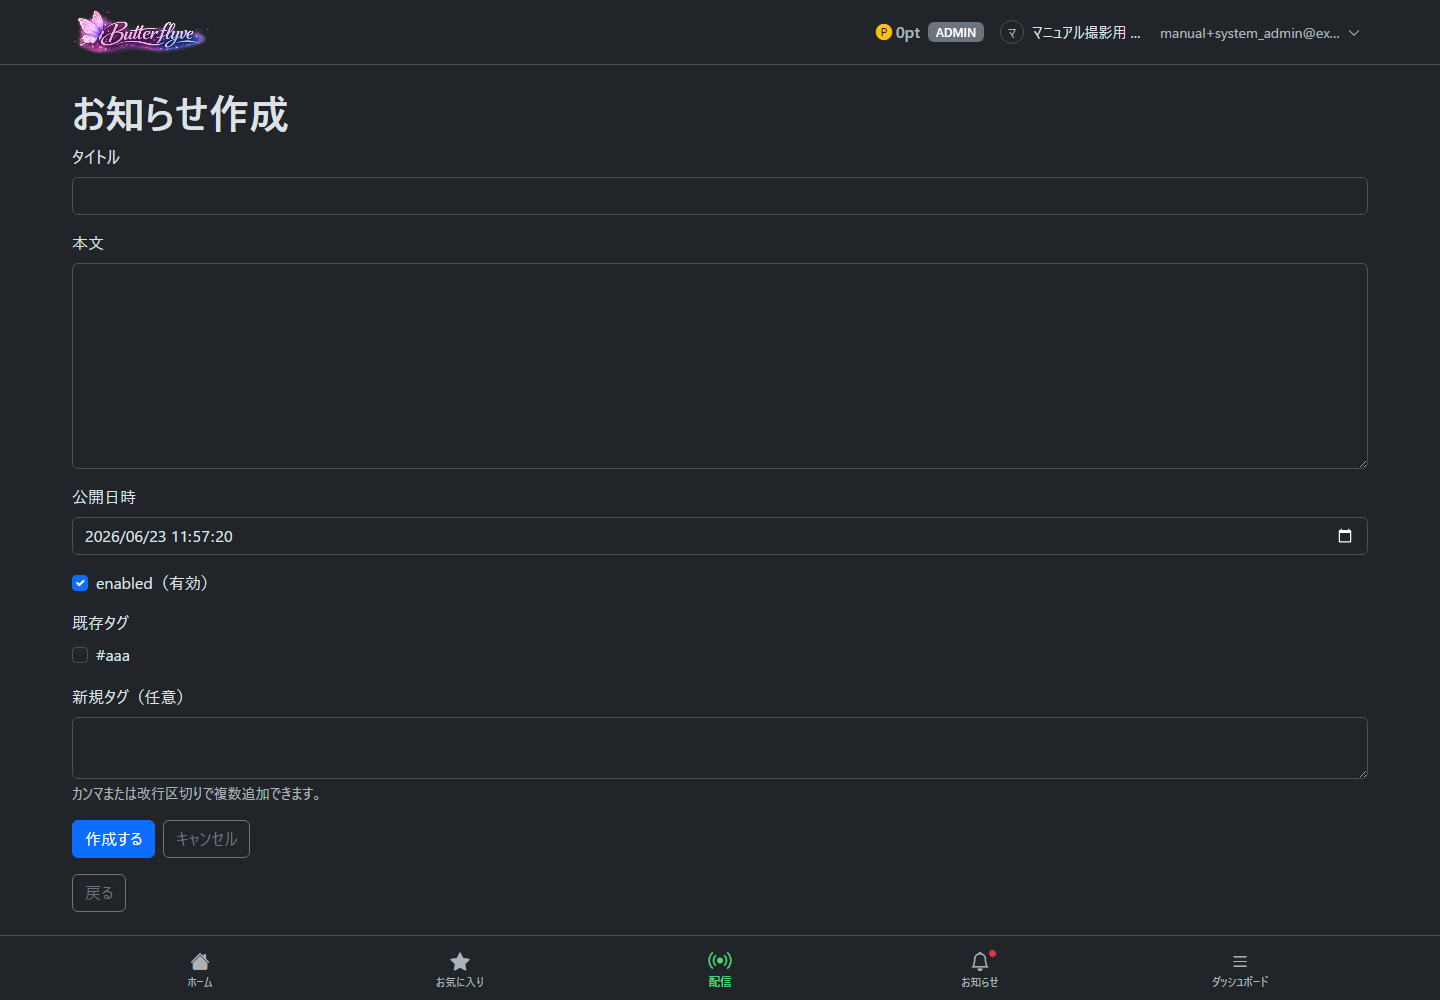 Butterflyve
P 0pt ADMIN マ マニュアル撮影用 ... manual+system_admin@ex...
お知らせ作成
タイトル
本文
公開日時
2026/06/23 11:57:20
enabled（有効）
既存タグ
#aaa
新規タグ（任意）
カンマまたは改行区切りで複数追加できます。
作成する キャンセル
戻る
ホーム お気に入り 配信 お知らせ ダッシュボード